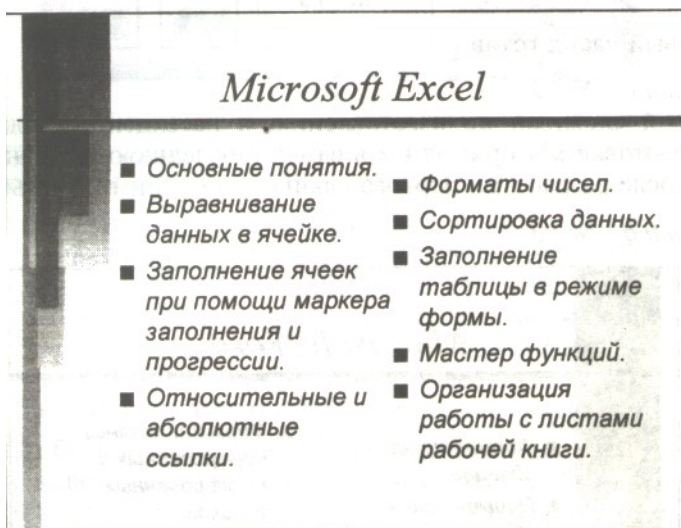 Microsoft Excel
■ Основные понятия.
■ Выравнивание
данных в ячейке.
■ Заполнение ячеек
при помощи маркера
заполнения и
прогрессии.
■ Относительные и
абсолютные
ссылки.
■ Форматы чисел.
■ Сортировка данных.
■ Заполнение
таблицы в режиме
формы.
■ Мастер функций.
■ Организация
работы с листами
рабочей книги.